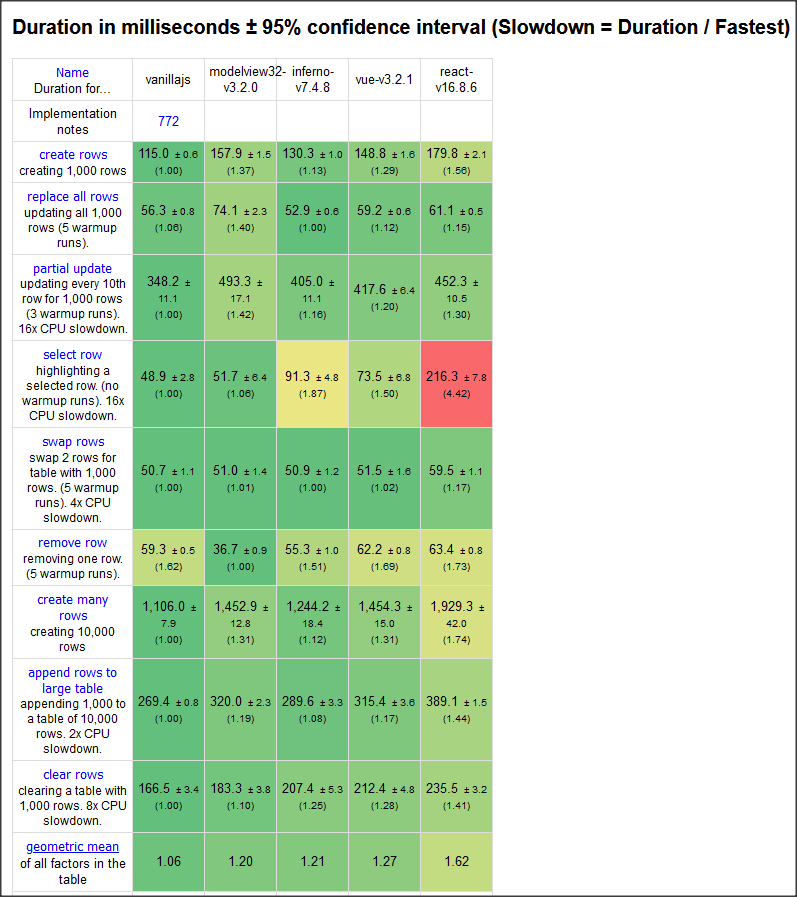 Duration in milliseconds ± 95% confidence interval (Slowdown = Duration / Fastest)
Name
Duration for...
vanillajs
modelview32-
v3.2.0
inferno-
v7.4.8
vue-v3.2.1
react-
v16.8.6
Implementation
notes
772
create rows
creating 1,000 rows
115.0 ± 0.6
(1.00)
157.9 ± 1.5
(1.37)
130.3 ± 1.0
(1.13)
148.8 ± 1.6
(1.29)
179.8 ± 2.1
(1.56)
replace all rows
updating all 1,000
rows (5 warmup
runs).
56.3 ± 0.8
(1.06)
74.1 ± 2.3
(1.40)
52.9 ± 0.6
(1.00)
59.2 ± 0.6
(1.12)
61.1 ± 0.5
(1.15)
partial update
updating every 10th
row for 1,000 rows
(3 warmup runs).
16x CPU slowdown.
348.2 ±
11.1
(1.00)
493.3 ±
17.1
(1.42)
405.0 ±
11.1
(1.16)
417.6 ± 6.4
(1.20)
452.3 ±
10.5
(1.30)
select row
highlighting a
selected row. (no
warmup runs). 16x
CPU slowdown.
48.9 ± 2.8
(1.00)
51.7 ± 6.4
(1.06)
91.3 ± 4.8
(1.87)
73.5 ± 6.8
(1.50)
216.3 ± 7.8
(4.42)
swap rows
swap 2 rows for
table with 1,000
rows. (5 warmup
runs). 4x CPU
slowdown.
50.7 ± 1.1
(1.00)
51.0 ± 1.4
(1.01)
50.9 ± 1.2
(1.00)
51.5 ± 1.6
(1.02)
59.5 ± 1.1
(1.17)
remove row
removing one row.
(5 warmup runs).
59.3 ± 0.5
(1.62)
36.7 ± 0.9
(1.00)
55.3 ± 1.0
(1.51)
62.2 ± 0.8
(1.69)
63.4 ± 0.8
(1.73)
create many
rows
creating 10,000
rows
1,106.0 ±
7.9
(1.00)
1,452.9 ±
12.8
(1.31)
1,244.2 ±
18.4
(1.12)
1,454.3 ±
15.0
(1.31)
1,929.3 ±
42.0
(1.74)
append rows to
large table
appending 1,000 to
a table of 10,000
rows. 2x CPU
slowdown.
269.4 ± 0.8
(1.00)
320.0 ± 2.3
(1.19)
289.6 ± 3.3
(1.08)
315.4 ± 3.6
(1.17)
389.1 ± 1.5
(1.44)
clear rows
clearing a table with
1,000 rows. 8x CPU
slowdown.
166.5 ± 3.4
(1.00)
183.3 ± 3.8
(1.10)
207.4 ± 5.3
(1.25)
212.4 ± 4.8
(1.28)
235.5 ± 3.2
(1.41)
geometric mean
of all factors in the
table
1.06
1.20
1.21
1.27
1.62